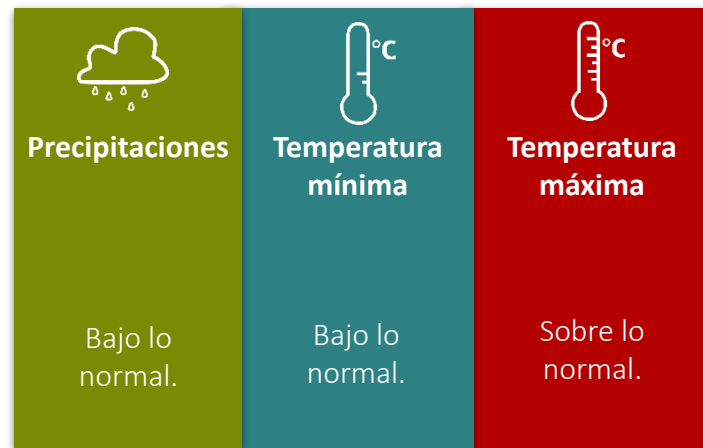 Precipitaciones
Bajo lo
normal.
°C
Temperatura
mínima
Bajo lo
normal.
°C
Temperatura
máxima
Sobre lo
normal.